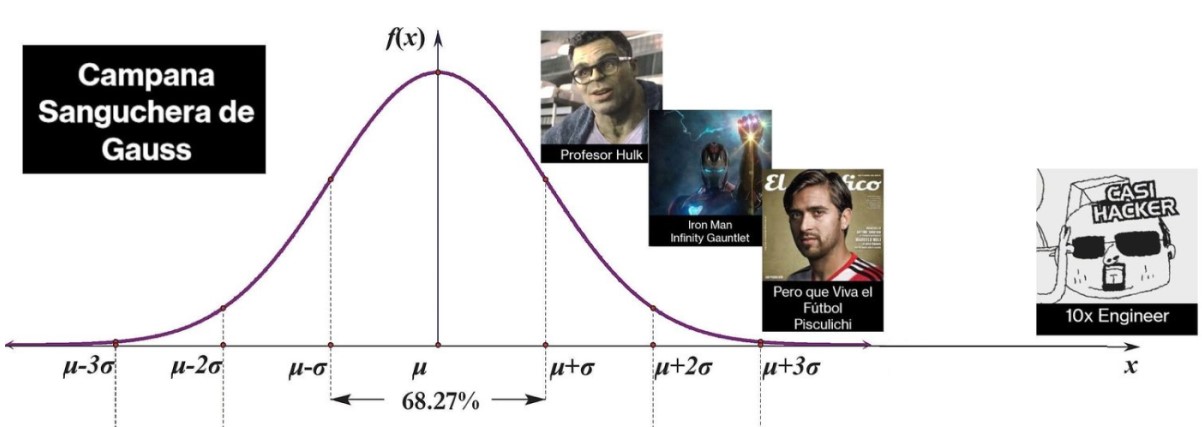 Campana
Sanguchera de
Gauss
f(x)
Profesor Hulk
Iron Man
Infinity Gauntlet
El Gráfico
Pero que Viva el
Fútbol
Pisculichi
CASI
HACKER
10x Engineer
μ-3σ
μ-2σ
μ-σ
μ
μ+σ
μ+2σ
μ+3σ
x
68.27%